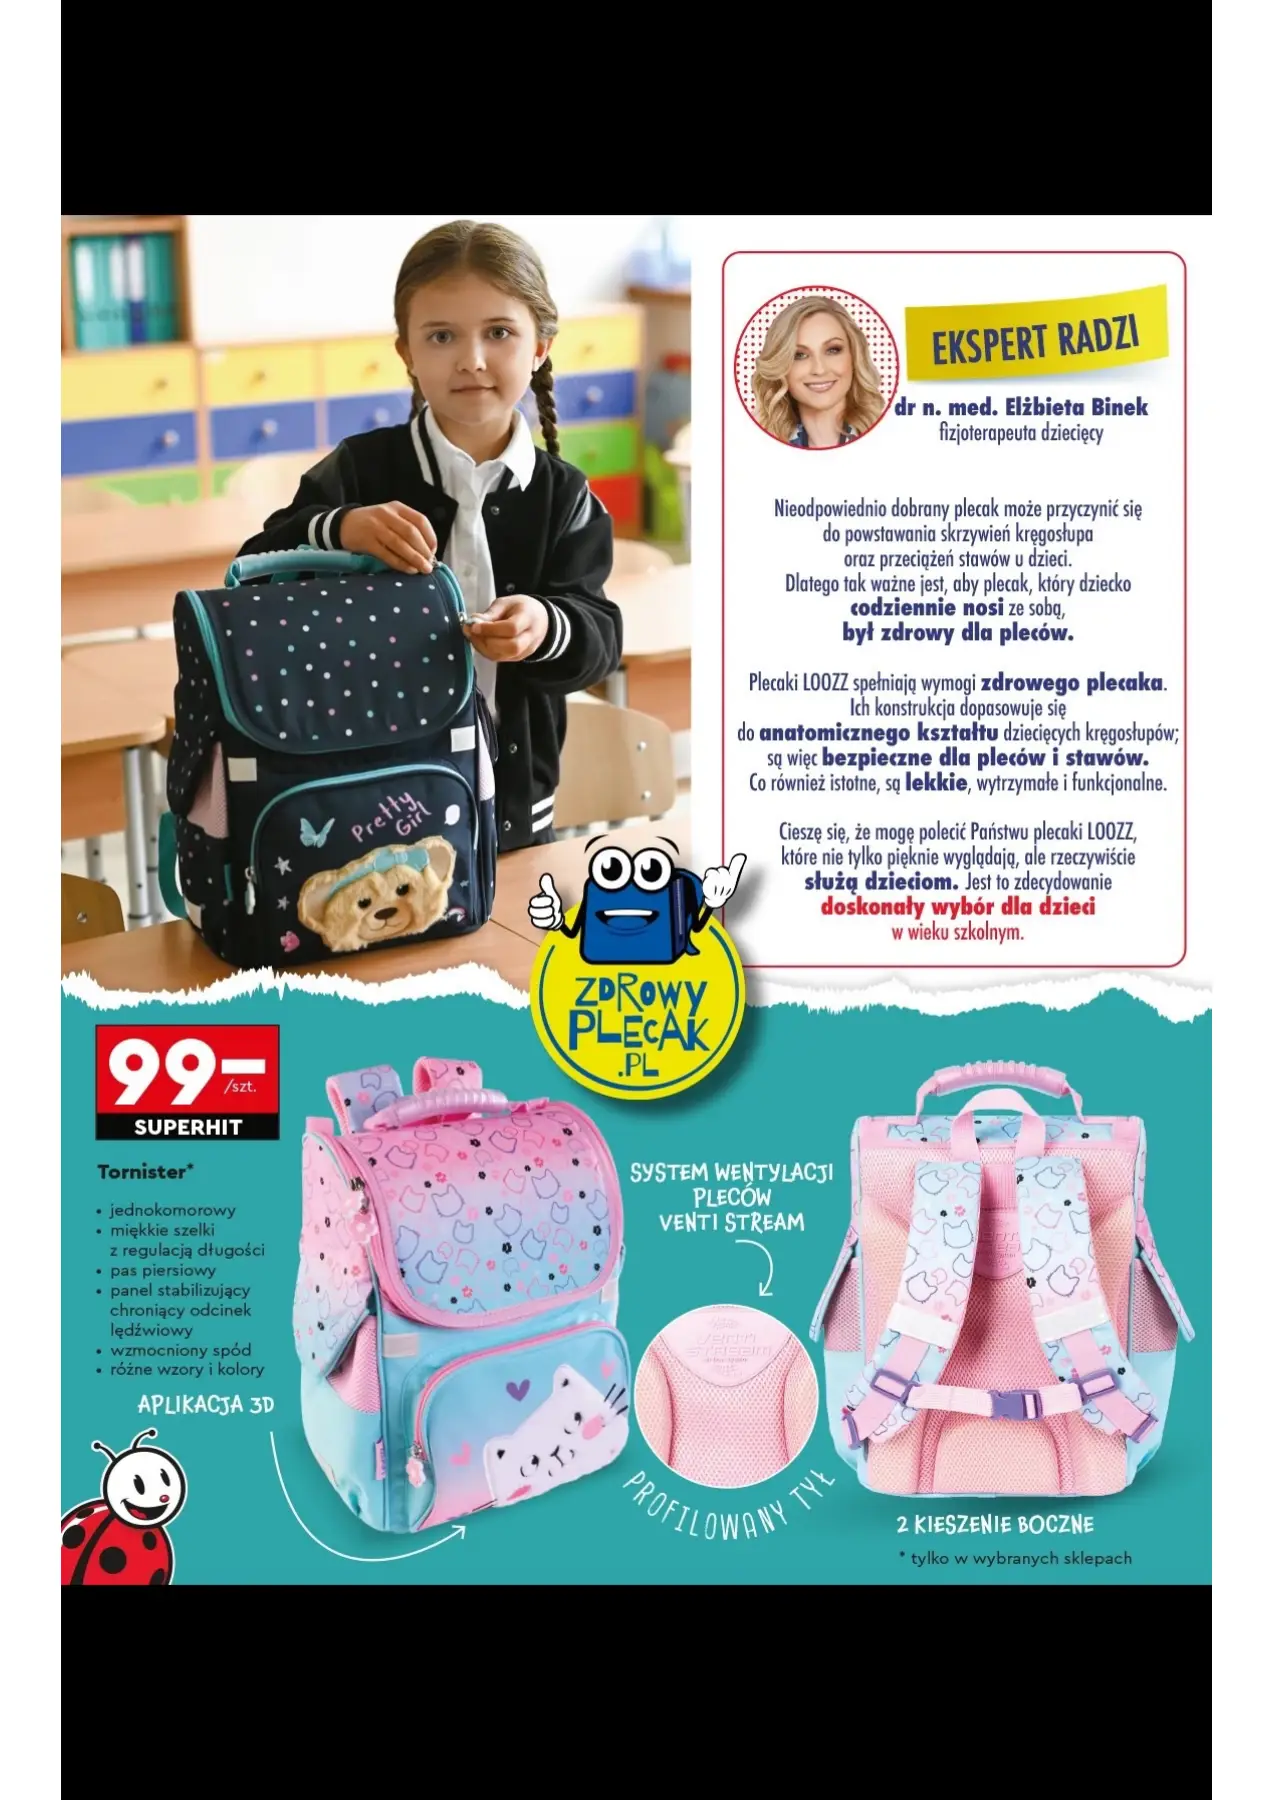 EKSPERT RADZI
dr n. med. Elżbieta Binek
fizjoterapeuta dziecięcy
Nieodpowiednio dobrany plecak może przyczynić się
do powstawania skrzywień kręgosłupa
oraz przeciążeń stawów u dzieci.
Dlatego tak ważne jest, aby plecak, który dziecko
codziennie nosi ze sobą,
był zdrowy dla pleców.
Plecaki LOOZZ spełniają wymogi zdrowego plecaka.
Ich konstrukcja dopasowuje się
do anatomicznego kształtu dziecięcych kręgosłupów;
są więc bezpieczne dla pleców i stawów.
Co również istotne, są lekkie, wytrzymałe i funkcjonalne.
Cieszę się, że mogę polecić Państwu plecaki LOOZZ,
które nie tylko pięknie wyglądają, ale rzeczywiście
służą dzieciom. Jest to zdecydowanie
doskonały wybór dla dzieci
w wieku szkolnym.
Pretty
Girl
ZDROWY
PLECAK
.PL
99-
/szt.
SUPERHIT
Tornister*
• jednokomorowy
• miękkie szelki
z regulacją długości
• pas piersiowy
• panel stabilizujący
chroniący odcinek
lędźwiowy
• wzmocniony spód
• różne wzory i kolory
APLIKACJA 3D
SYSTEM WENTYLACJI
PLECÓW
VENTI STREAM
VENTI
STREAM
PROFILOWANY TYŁ
VENTI
STREAM
2 KIESZENIE BOCZNE
* tylko w wybranych sklepach